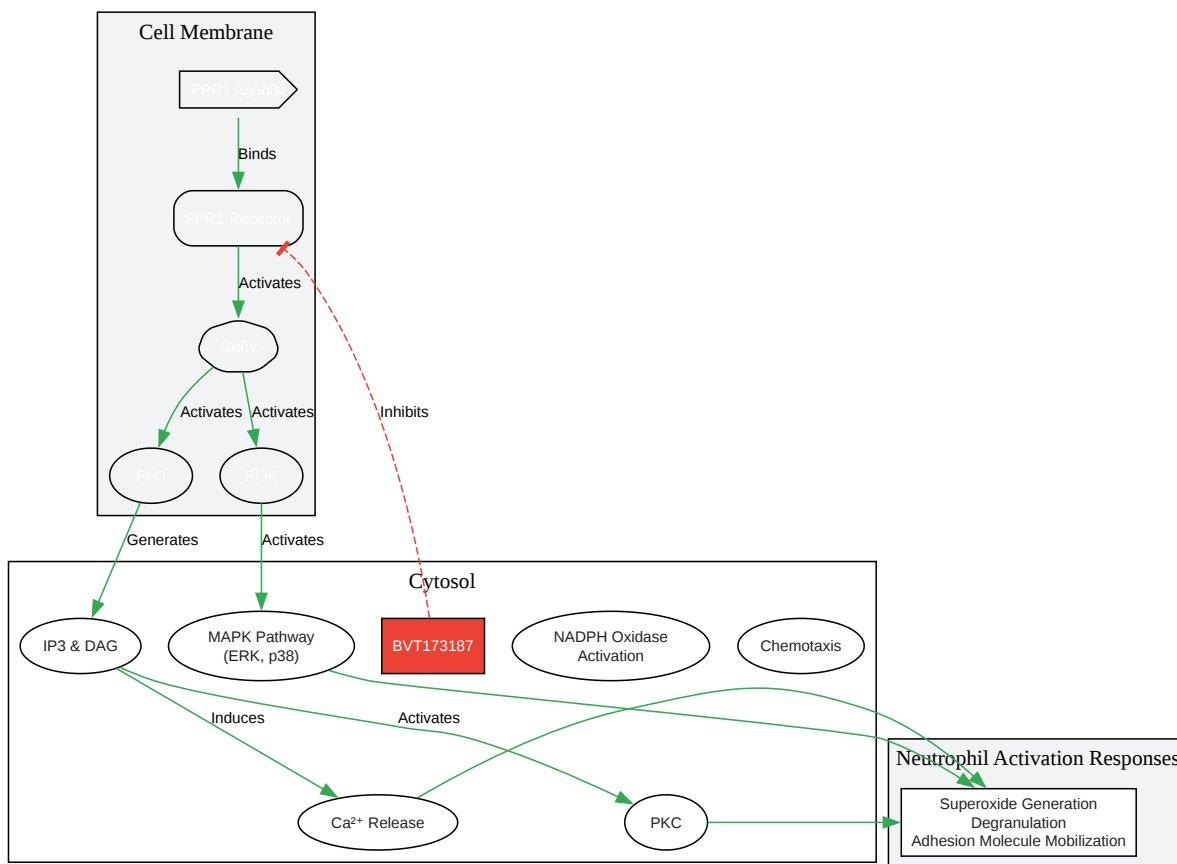 Cell Membrane
FPR1 Agonist
Binds
FPR1 Receptor
Activates
Gαβγ
Activates
Activates
Inhibits
PLC
PI3K
Generates
Activates
Cytosol
IP3 & DAG
MAPK Pathway
(ERK, p38)
BVT173187
NADPH Oxidase
Activation
Chemotaxis
Induces
Activates
Neutrophil Activation Responses
Ca²⁺ Release
PKC
Superoxide Generation
Degranulation
Adhesion Molecule Mobilization